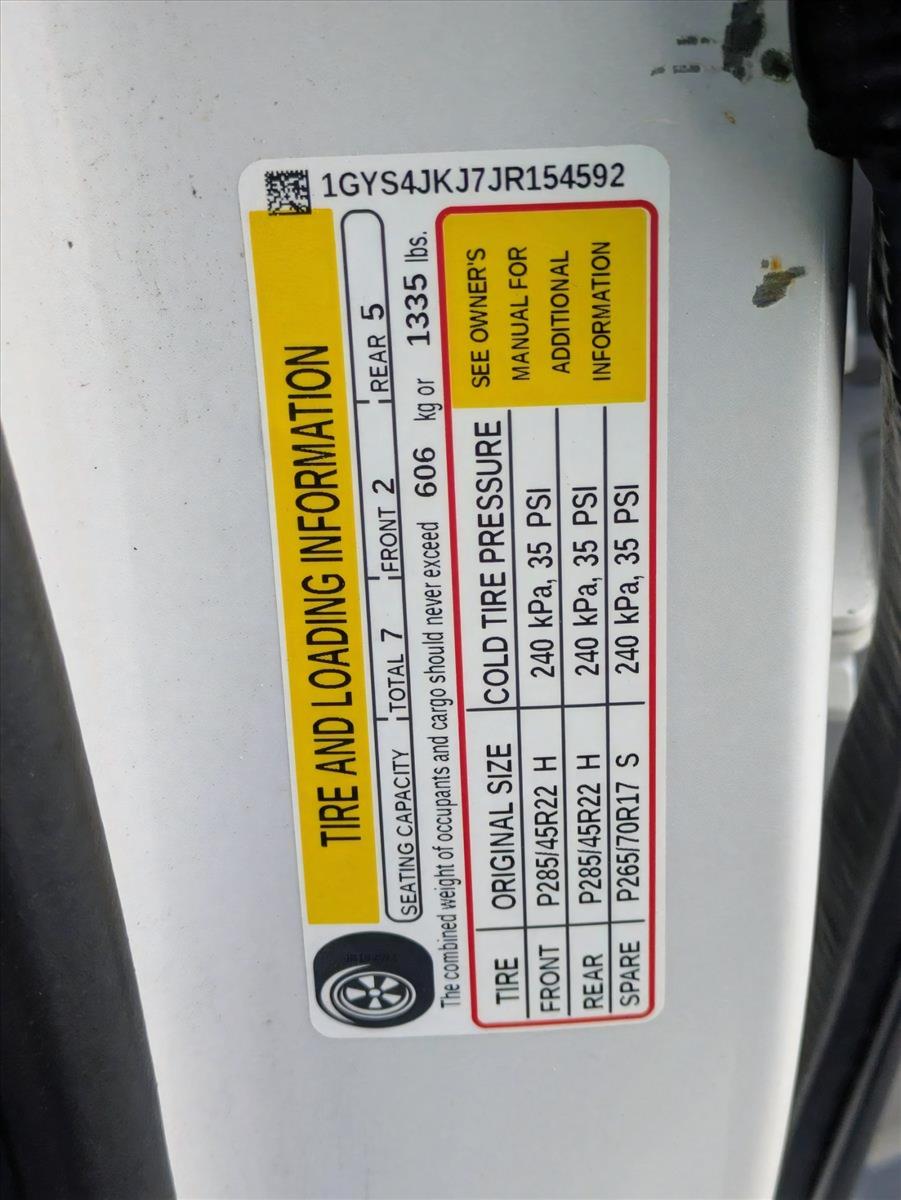 1GYS4JKJ7JR154592
TIRE AND LOADING INFORMATION
SEATING CAPACITY TOTAL 7 FRONT 2 REAR 5
The combined weight of occupants and cargo should never exceed 606 kg or 1335 lbs.
TIRE ORIGINAL SIZE COLD TIRE PRESSURE
FRONT P285/45R22 H 240 kPa, 35 PSI
REAR P285/45R22 H 240 kPa, 35 PSI
SPARE P265/70R17 S 240 kPa, 35 PSI
SEE OWNER'S
MANUAL FOR
ADDITIONAL
INFORMATION